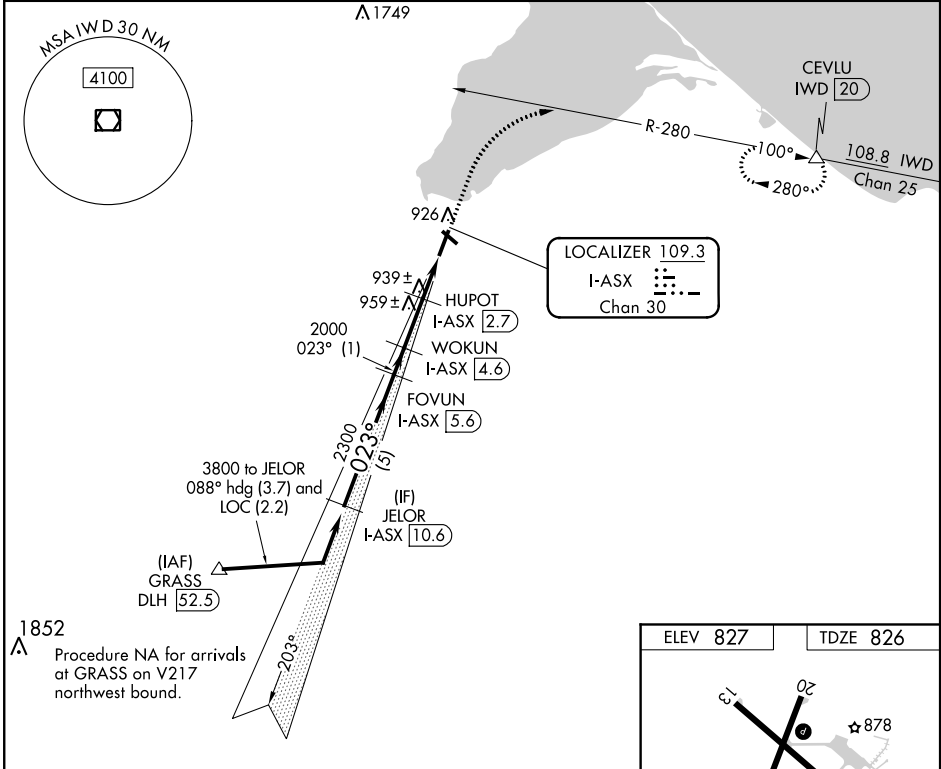 MSA IWD 30 NM
4100
1749
CEVLU
IWD 20
R-280
100°
280°
108.8 IWD
Chan 25
926
LOCALIZER 109.3
I-ASX
Chan 30
939±
959±
HUPOT
I-ASX 2.7
2000
023° (1)
WOKUN
I-ASX 4.6
FOVUN
I-ASX 5.6
2300
023°
(5)
3800 to JELOR
088° hdg (3.7) and
LOC (2.2)
(IF)
JELOR
I-ASX 10.6
(IAF)
GRASS
DLH 52.5
203°
1852
Procedure NA for arrivals
at GRASS on V217
northwest bound.
ELEV 827
TDZE 826
13
20
P
878